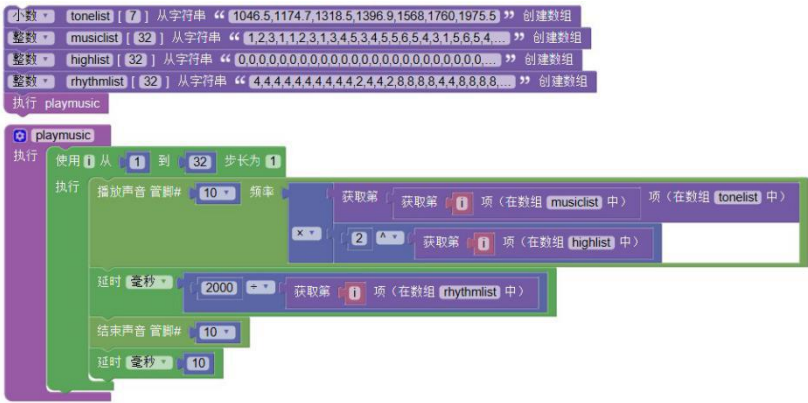 小数 tonelist [ 7 ] 从字符串 “ 1046.5,1174.7,1318.5,1396.9,1568,1760,1975.5 ” 创建数组
整数 musiclist [ 32 ] 从字符串 “ 1,2,3,1,1,2,3,1,3,4,5,3,4,5,5,6,5,4,3,1,5,6,5,4,... ” 创建数组
整数 highlist [ 32 ] 从字符串 “ 0,0,0,0,0,0,0,0,0,0,0,0,0,0,0,0,0,0,0,0,0,0,0,0,... ” 创建数组
整数 rhythmlist [ 32 ] 从字符串 “ 4,4,4,4,4,4,4,4,4,4,2,4,4,2,8,8,8,8,4,4,8,8,8,8,... ” 创建数组
执行 playmusic
playmusic
执行 使用 i 从 1 到 32 步长为 1
执行 播放声音 管脚# 10 频率 获取第 获取第 i 项（在数组 musiclist 中） 项（在数组 tonelist 中）
× 2 ^ 获取第 i 项（在数组 highlist 中）
延时 毫秒 2000 ÷ 获取第 i 项（在数组 rhythmlist 中）
结束声音 管脚# 10
延时 毫秒 10